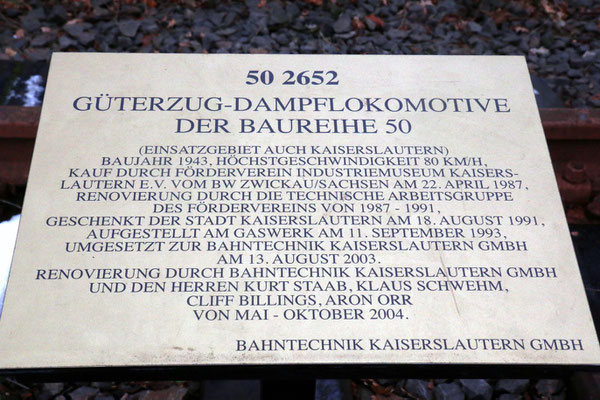 50 2652
GÜTERZUG-DAMPFLOKOMOTIVE
DER BAUREIHE 50
(EINSATZGEBIET AUCH KAISERSLAUTERN)
BAUJAHR 1943, HÖCHSTGESCHWINDIGKEIT 80 KM/H,
KAUF DURCH FÖRDERVEREIN INDUSTRIEMUSEUM KAISERS-
LAUTERN E.V. VOM BW ZWICKAU/SACHSEN AM 22. APRIL 1987,
RENOVIERUNG DURCH DIE TECHNISCHE ARBEITSGRUPPE
DES FÖRDERVEREINS VON 1987 - 1991,
GESCHENKT DER STADT KAISERSLAUTERN AM 18. AUGUST 1991,
AUFGESTELLT AM GASWERK AM 11. SEPTEMBER 1993,
UMGESETZT ZUR BAHNTECHNIK KAISERSLAUTERN GMBH
AM 13. AUGUST 2003.
RENOVIERUNG DURCH BAHNTECHNIK KAISERSLAUTERN GMBH
UND DEN HERREN KURT STAAB, KLAUS SCHWEHM,
CLIFF BILLINGS, ARON ORR
VON MAI - OKTOBER 2004.
BAHNTECHNIK KAISERSLAUTERN GMBH